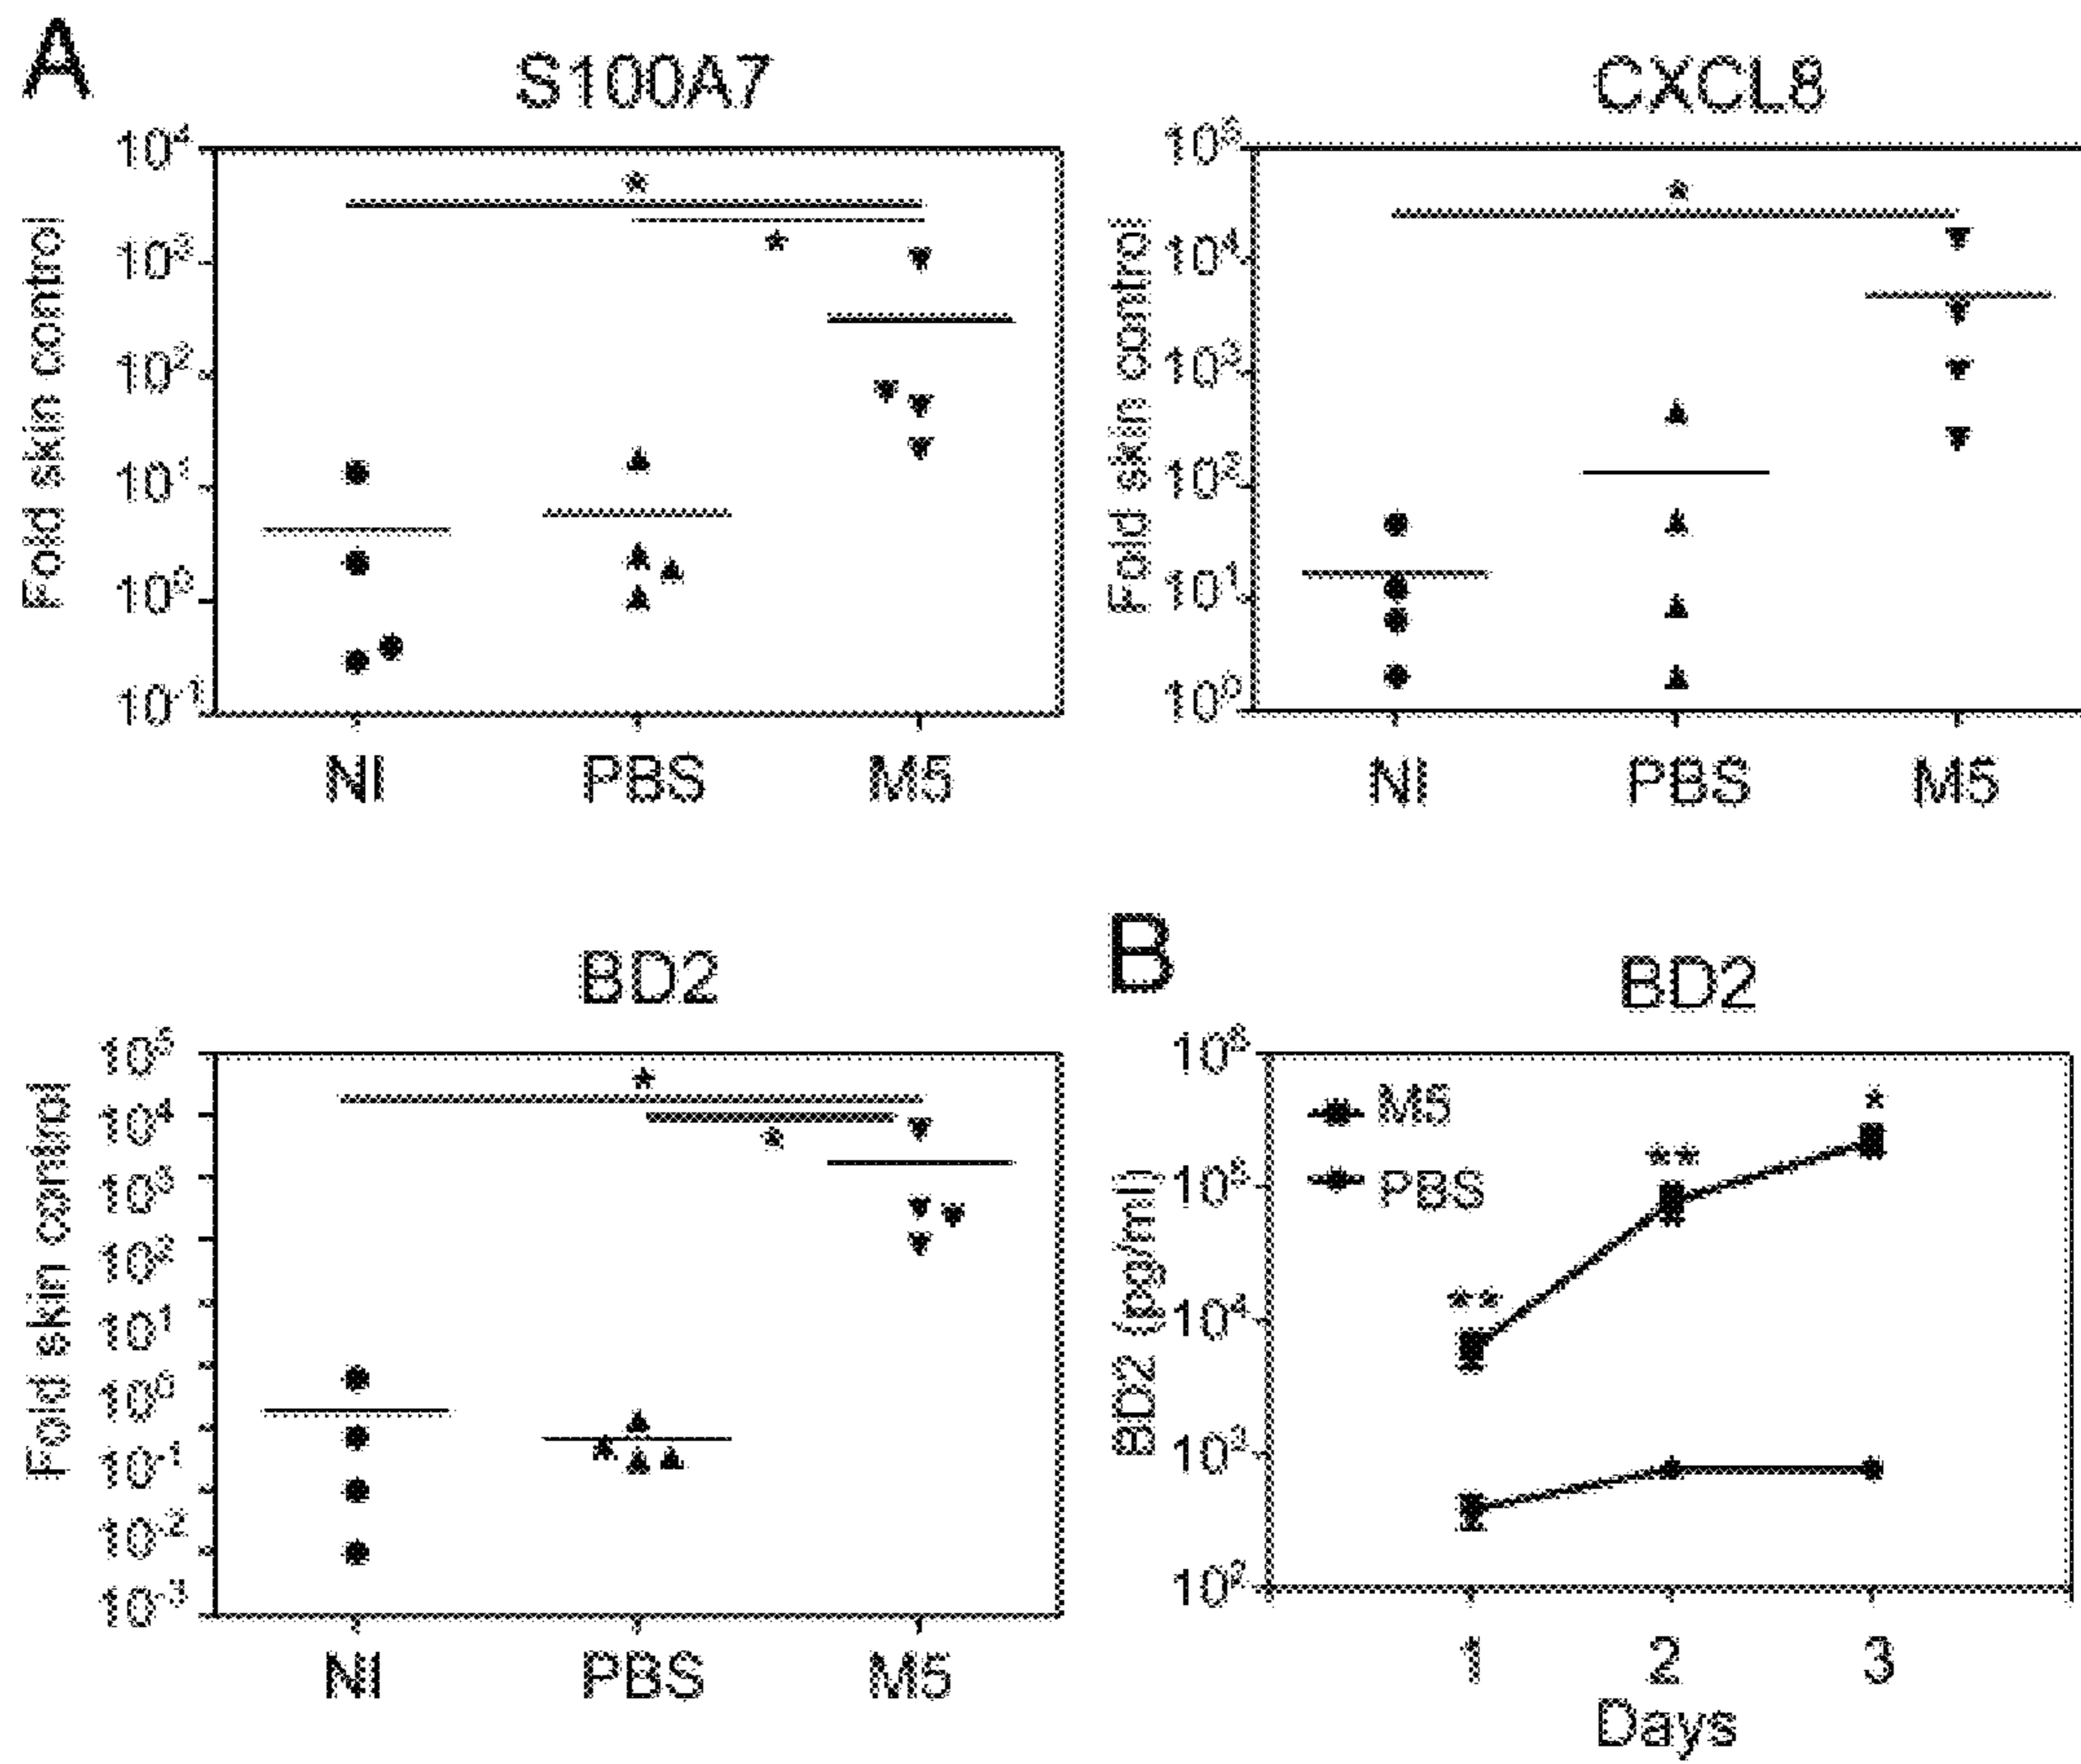 A
S100A7
Fold skin control
10⁴
10³
10²
10¹
10⁰
10⁻¹
*
*
NI PBS M5
CXCL8
Fold skin control
10⁵
10⁴
10³
10²
10¹
10⁰
*
NI PBS M5
BD2
Fold skin control
10⁵
10⁴
10³
10²
10¹
10⁰
10⁻¹
10⁻²
10⁻³
*
*
NI PBS M5
B
BD2
BD2 (pg/ml)
10⁶
10⁵
10⁴
10³
10²
M5
PBS
**
**
*
1 2 3
Days